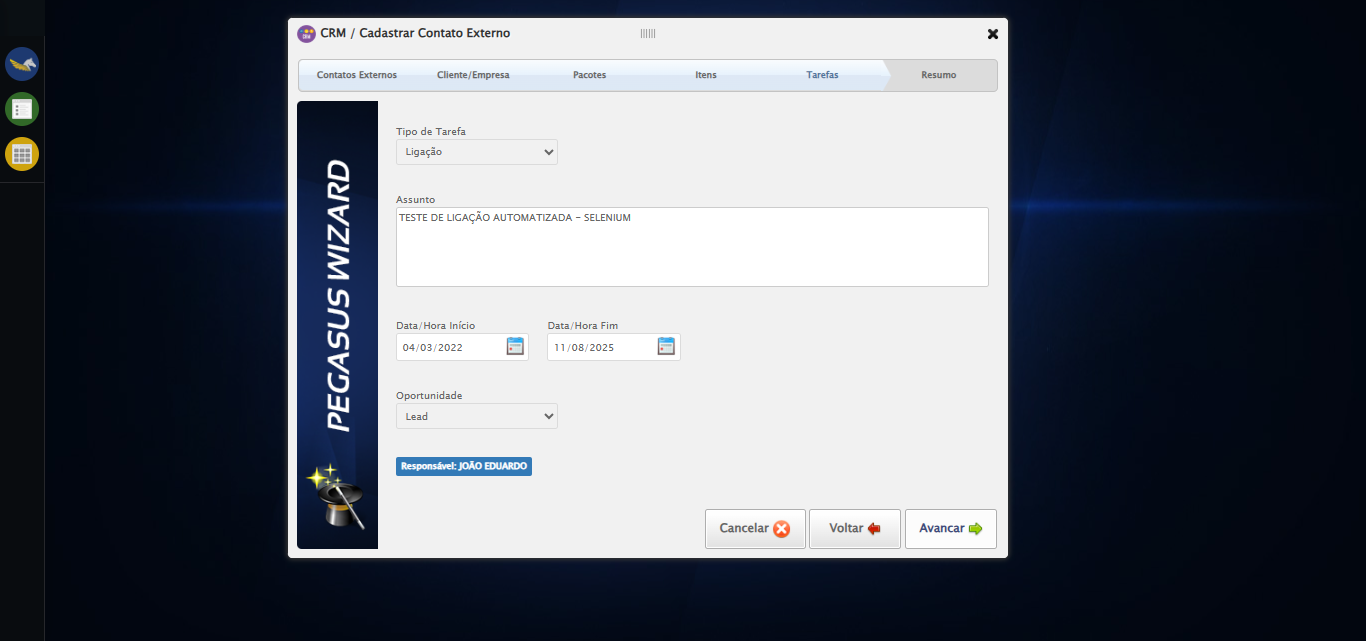 CRM / Cadastrar Contato Externo
Contatos Externos Cliente/Empresa Pacotes Itens Tarefas Resumo
PEGASUS WIZARD
Tipo de Tarefa
Ligação
Assunto
TESTE DE LIGAÇÃO AUTOMATIZADA - SELENIUM
Data/Hora Início Data/Hora Fim
04/03/2022 11/08/2025
Oportunidade
Lead
Responsável: JOÃO EDUARDO
Cancelar Voltar Avancar